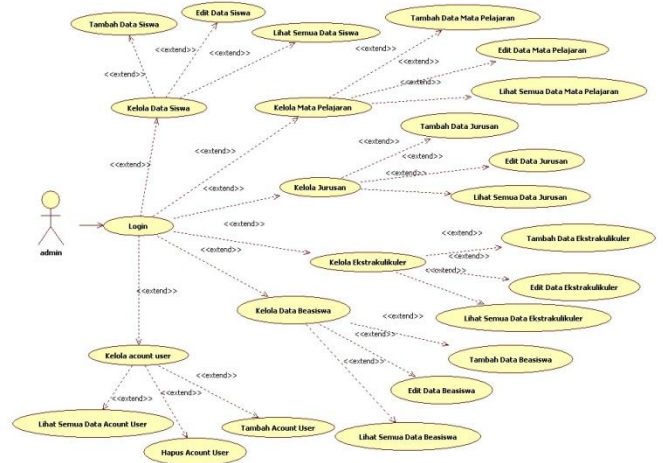 Edit Data Siswa
Tambah Data Siswa
Lihat Semua Data Siswa
<<extend>>
<<extend>>
<<extend>>
Kelola Data Siswa
Tambah Data Mata Pelajaran
Edit Data Mata Pelajaran
<<extend>>
<<extend>>
<<extend>>
Lihat Semua Data Mata Pelajaran
Kelola Mata Pelajaran
Tambah Data Jurusan
<<extend>>
<<extend>>
<<extend>>
Edit Data Jurusan
Lihat Semua Data Jurusan
Kelola Jurusan
<<extend>>
<<extend>>
<<extend>>
<<extend>>
<<extend>>
<<extend>>
admin
Login
Tambah Data Ekstrakulikuler
<<extend>>
<<extend>>
<<extend>>
Kelola Ekstrakulikuler
Edit Data Ekstrakulikuler
Lihat Semua Data Ekstrakulikuler
Kelola Data Beasiswa
<<extend>>
<<extend>>
<<extend>>
Tambah Data Beasiswa
Edit Data Beasiswa
Lihat Semua Data Beasiswa
Kelola acount user
<<extend>>
<<extend>>
<<extend>>
Lihat Semua Data Acount User
Tambah Acount User
Hapus Acount User